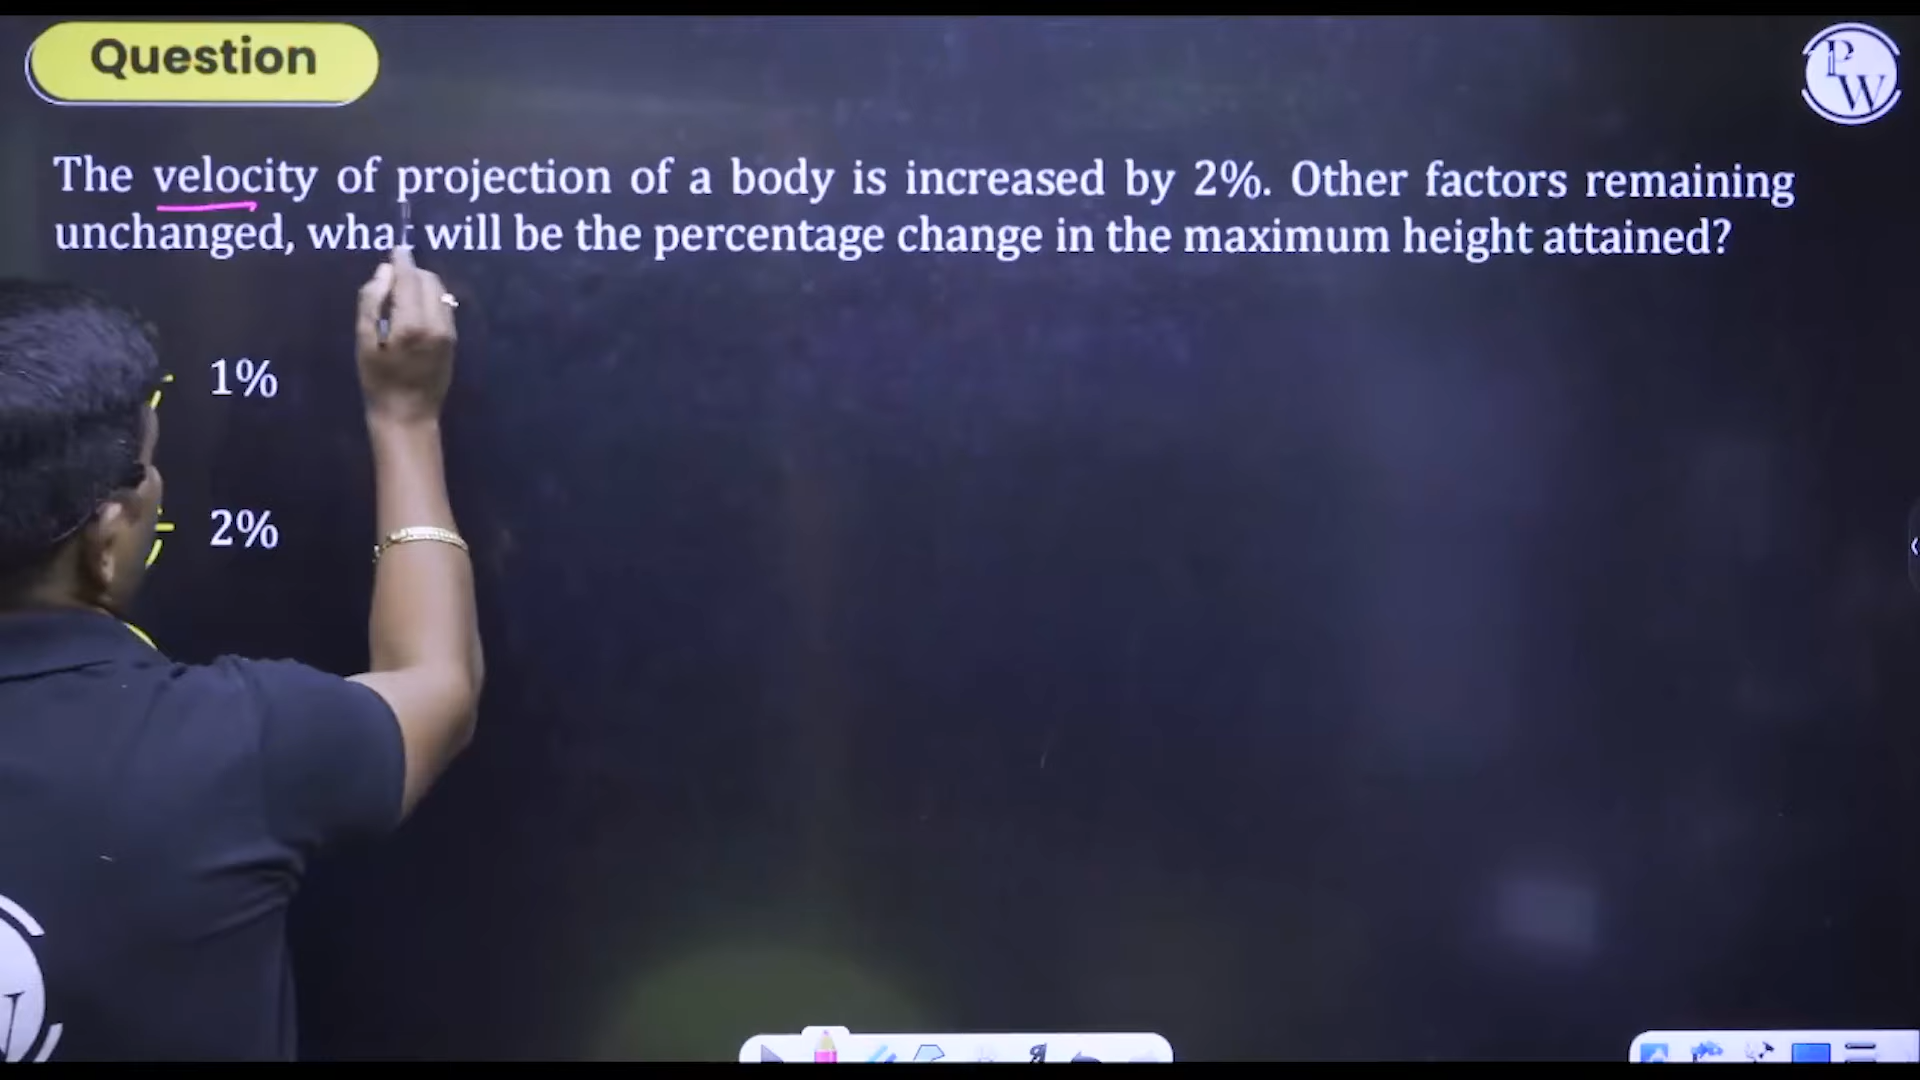 Question
PW
The velocity of projection of a body is increased by 2%. Other factors remaining
unchanged, what will be the percentage change in the maximum height attained?
1%
2%